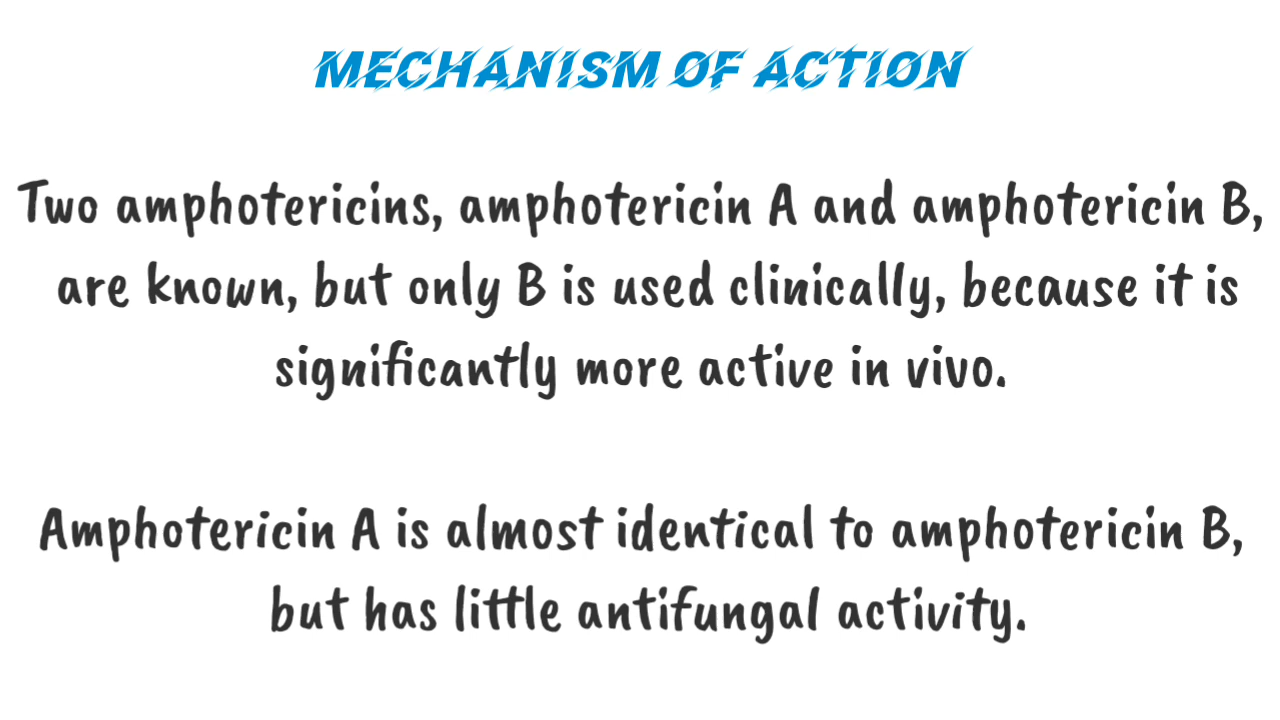 MECHANISM OF ACTION
Two amphotericins, amphotericin A and amphotericin B,
are known, but only B is used clinically, because it is
significantly more active in vivo.
Amphotericin A is almost identical to amphotericin B,
but has little antifungal activity.